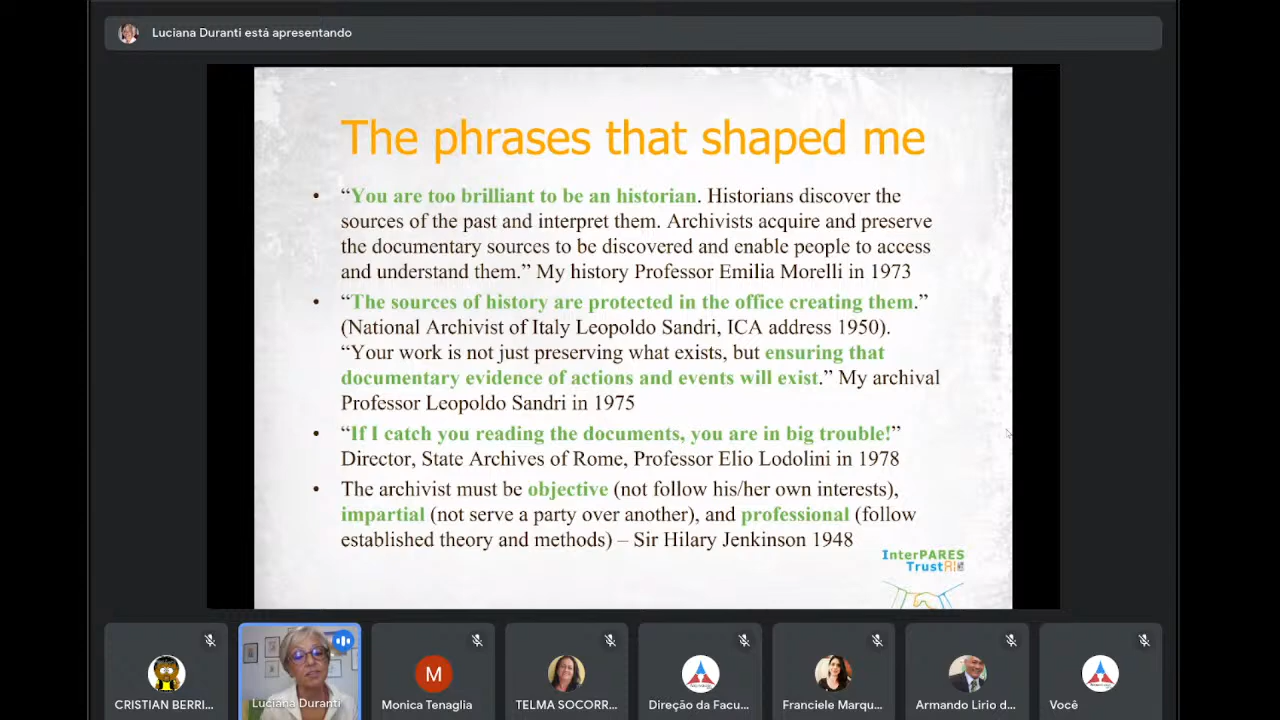 Luciana Duranti está apresentando
The phrases that shaped me
• “You are too brilliant to be an historian. Historians discover the
sources of the past and interpret them. Archivists acquire and preserve
the documentary sources to be discovered and enable people to access
and understand them.” My history Professor Emilia Morelli in 1973
• “The sources of history are protected in the office creating them.”
(National Archivist of Italy Leopoldo Sandri, ICA address 1950).
“Your work is not just preserving what exists, but ensuring that
documentary evidence of actions and events will exist.” My archival
Professor Leopoldo Sandri in 1975
• “If I catch you reading the documents, you are in big trouble!”
Director, State Archives of Rome, Professor Elio Lodolini in 1978
• The archivist must be objective (not follow his/her own interests),
impartial (not serve a party over another), and professional (follow
established theory and methods) – Sir Hilary Jenkinson 1948
InterPARES
Trust
M
CRISTIAN BERRI...
Luciana Duranti
Monica Tenaglia
TELMA SOCORR...
Direção da Facu...
Franciele Marqu...
Armando Lirio d...
Você